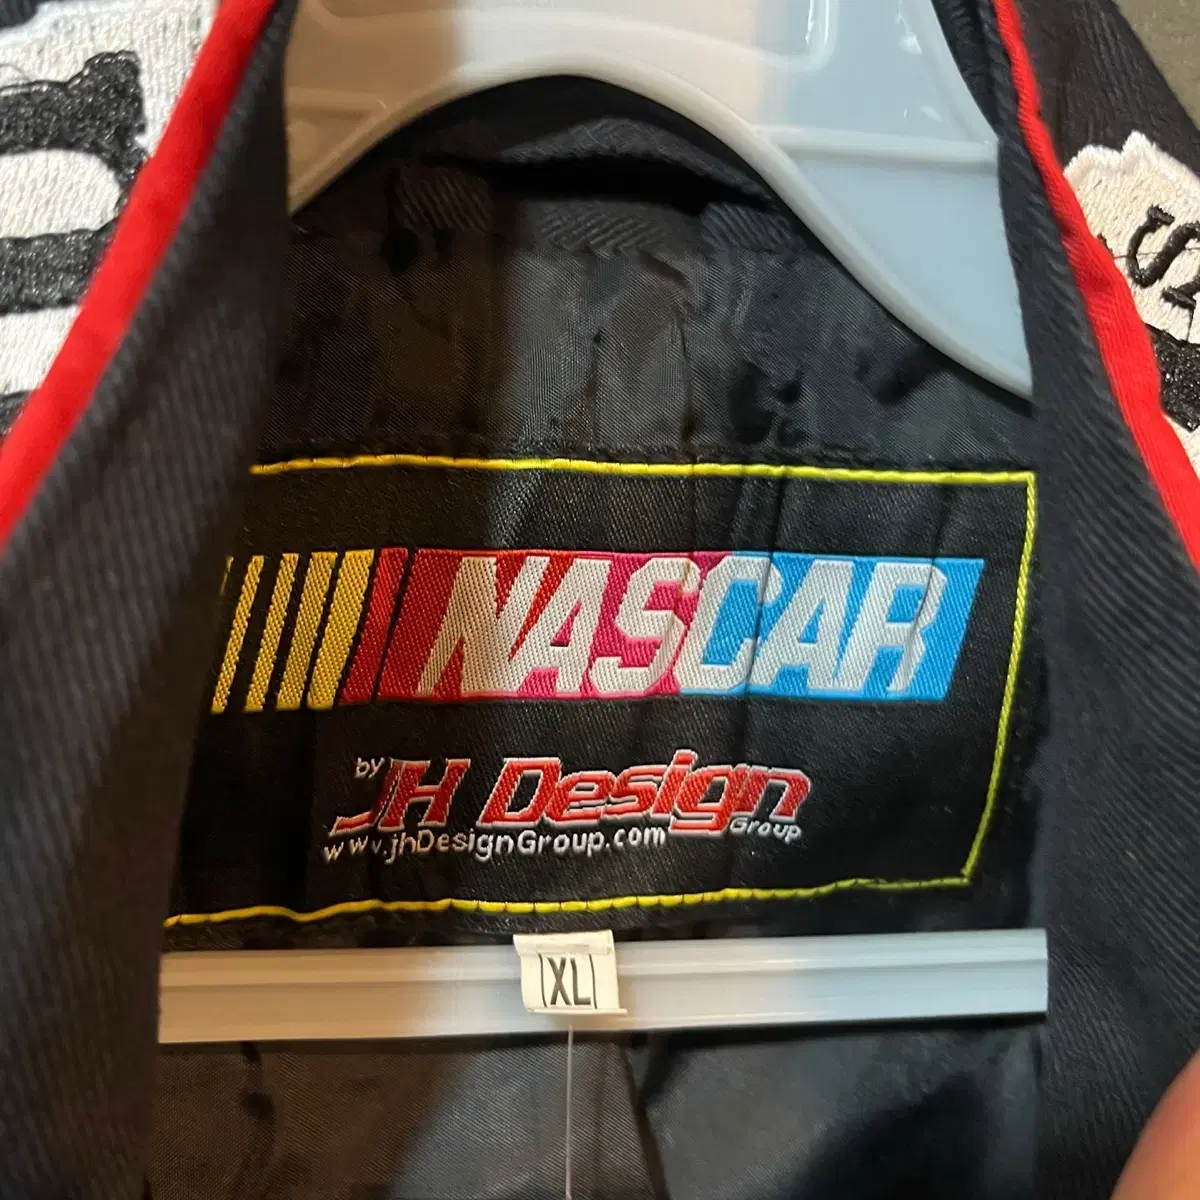 NASCAR
by JH Design
Group
www.jhDesignGroup.com
XL